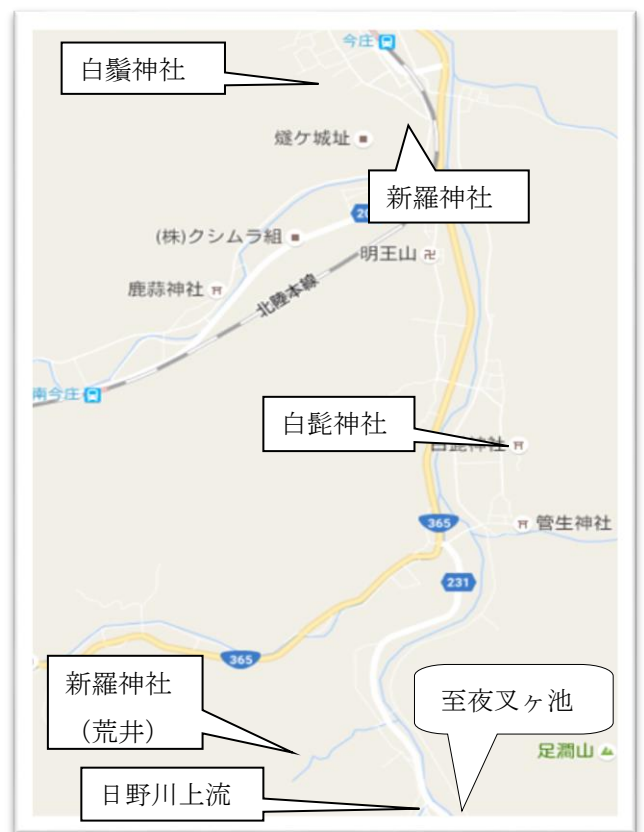 今庄
白鬚神社
燧ケ城址
新羅神社
(株)クシムラ組
明王山
鹿蒜神社
北陸本線
南今庄
白髭神社
白髭神社
365
管生神社
231
365
新羅神社
（荒井）
至夜叉ヶ池
足澗山
日野川上流